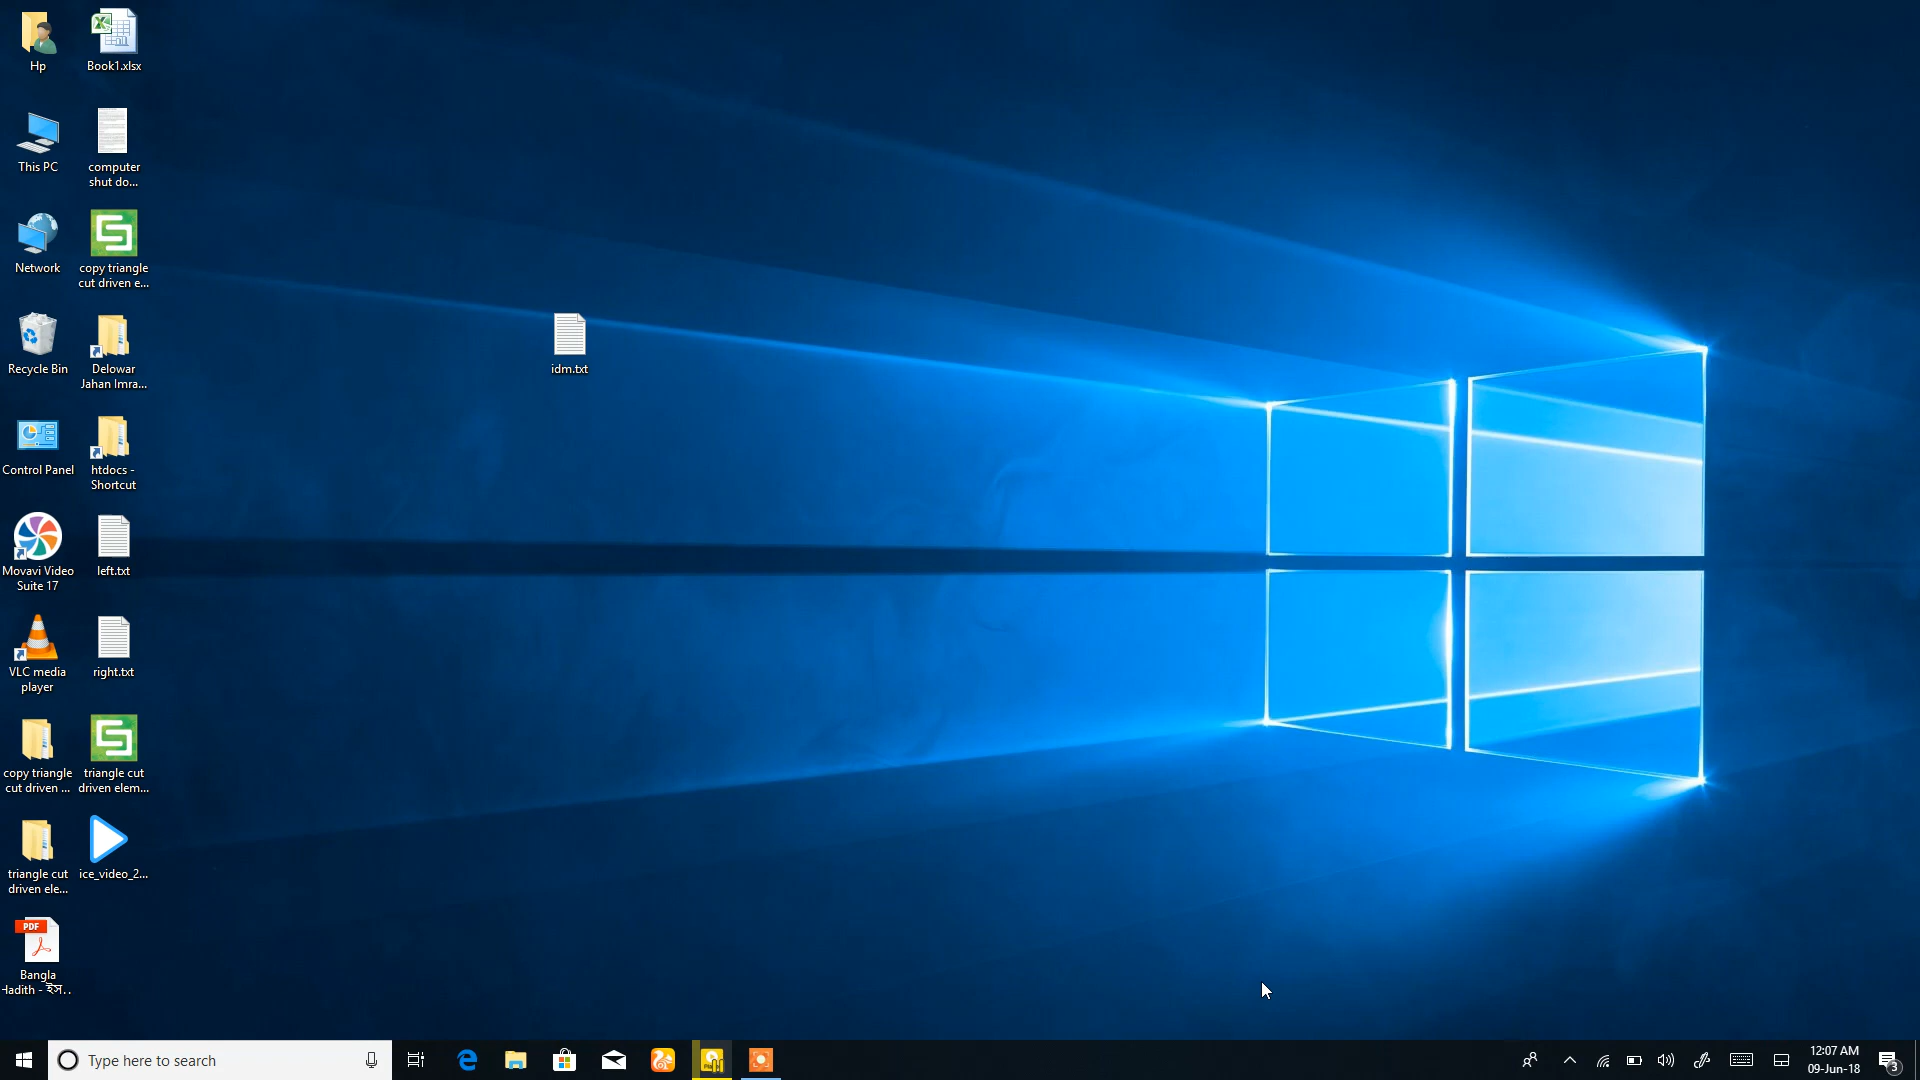 Hp
Book1.xlsx
This PC
computer
shut do...
Network
copy triangle
cut driven e...
Recycle Bin
Delowar
Jahan Imra...
idm.txt
Control Panel
htdocs -
Shortcut
Movavi Video
Suite 17
left.txt
VLC media
player
right.txt
copy triangle
cut driven ...
triangle cut
driven elem...
triangle cut
driven ele...
ice_video_2...
PDF
Bangla
Hadith - ইস...
Type here to search
12:07 AM
09-Jun-18
3